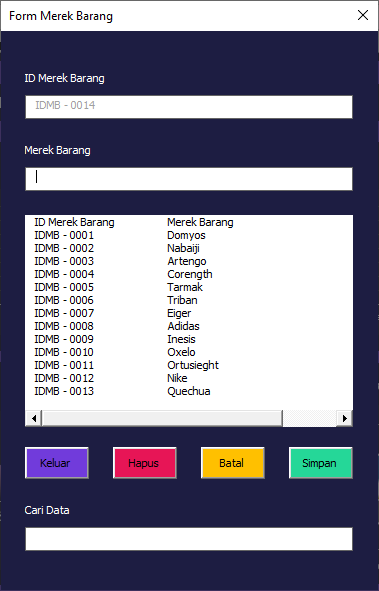 Form Merek Barang
ID Merek Barang
IDMB - 0014
Merek Barang
ID Merek Barang Merek Barang
IDMB - 0001 Domyos
IDMB - 0002 Nabaiji
IDMB - 0003 Artengo
IDMB - 0004 Corength
IDMB - 0005 Tarmak
IDMB - 0006 Triban
IDMB - 0007 Eiger
IDMB - 0008 Adidas
IDMB - 0009 Inesis
IDMB - 0010 Oxelo
IDMB - 0011 Ortusieght
IDMB - 0012 Nike
IDMB - 0013 Quechua
Keluar Hapus Batal Simpan
Cari Data